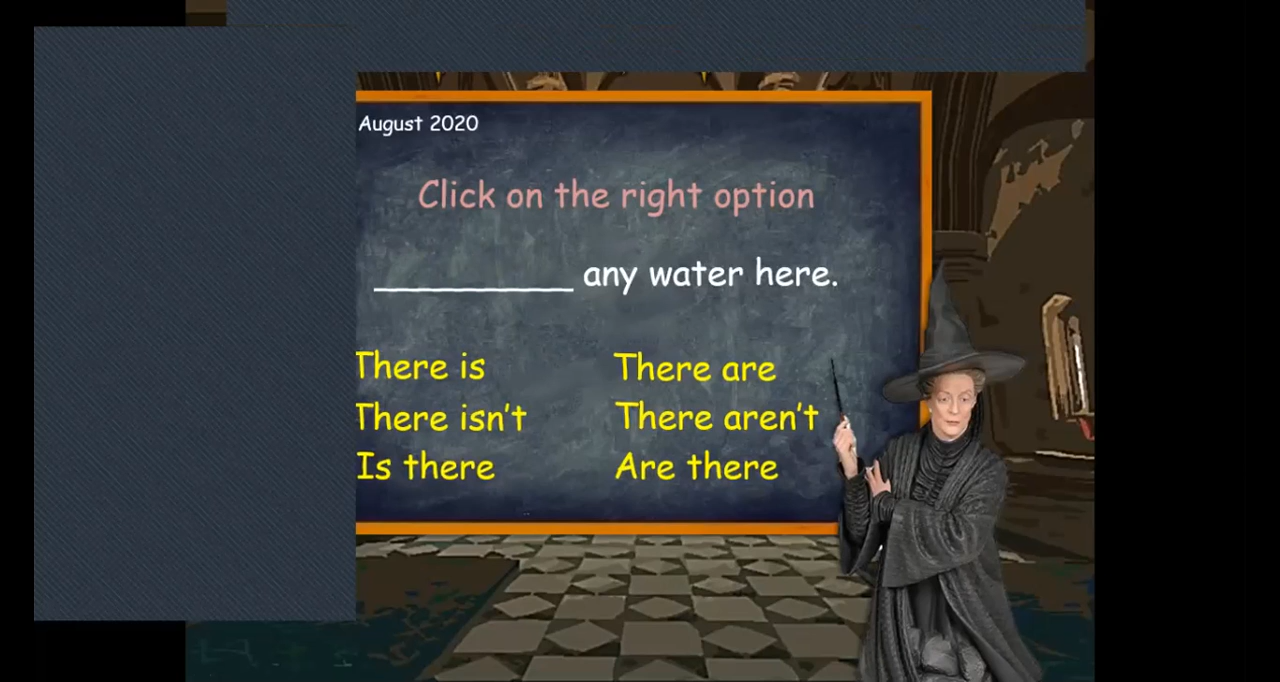 August 2020
Click on the right option
__________ any water here.
There is There are
There isn't There aren't
Is there Are there